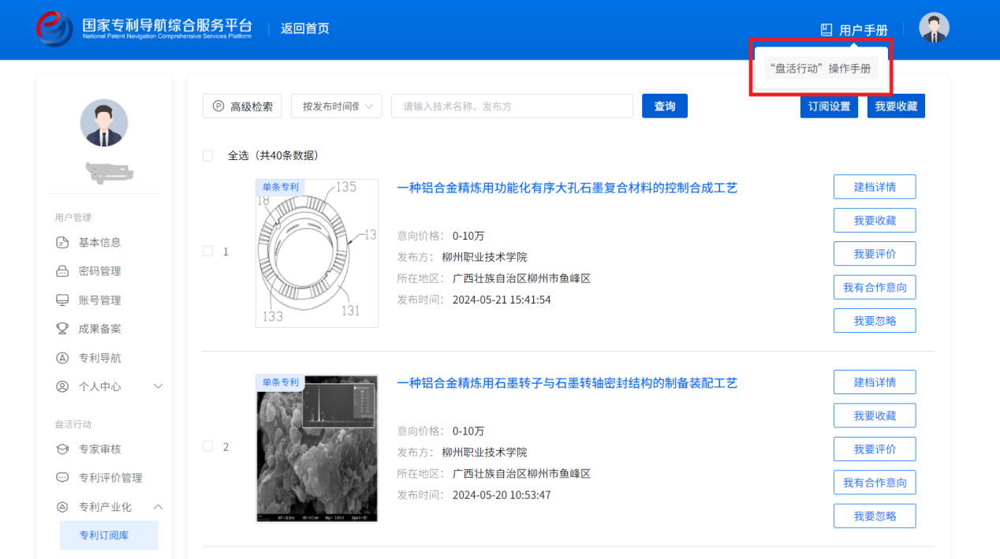 国家专利导航综合服务平台
National Patent Navigation Comprehensive Services Platform
返回首页
用户手册
“盘活行动”操作手册
用户管理
基本信息
密码管理
账号管理
成果备案
专利导航
个人中心
盘活行动
专家审核
专利评价管理
专利产业化
专利订阅库
高级检索
按发布时间
请输入技术名称、发布方
查询
订阅设置
我要收藏
全选（共40条数据）
1
单条专利
135
18
13
131
133
一种铝合金精炼用功能化有序大孔石墨复合材料的控制合成工艺
意向价格： 0-10万
发布方： 柳州职业技术学院
所在地区： 广西壮族自治区柳州市鱼峰区
发布时间： 2024-05-21 15:41:54
建档详情
我要收藏
我要评价
我有合作意向
我要忽略
2
单条专利
一种铝合金精炼用石墨转子与石墨转轴密封结构的制备装配工艺
意向价格： 0-10万
发布方： 柳州职业技术学院
所在地区： 广西壮族自治区柳州市鱼峰区
发布时间： 2024-05-20 10:53:47
建档详情
我要收藏
我要评价
我有合作意向
我要忽略